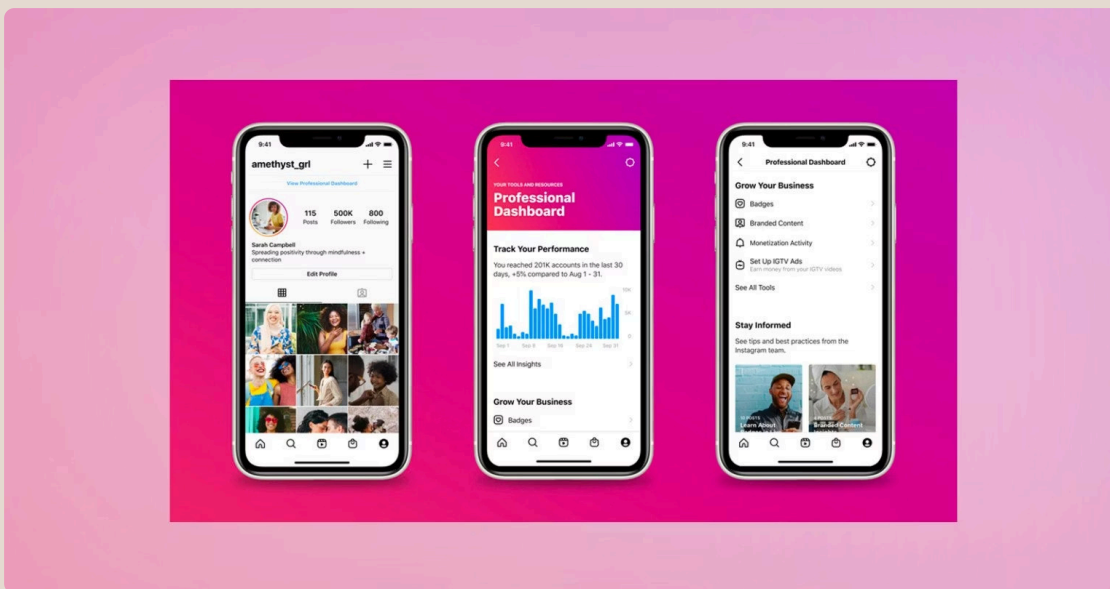 9:41
amethyst_grl
View Professional Dashboard
115 500K 800
Posts Followers Following
Sarah Campbell
Spreading positivity through mindfulness +
connection
Edit Profile
9:41
YOUR TOOLS AND RESOURCES
Professional
Dashboard
Track Your Performance
You reached 201K accounts in the last 30
days, +5% compared to Aug 1 - 31.
10K
5K
0
Sep 1 Sep 8 Sep 16 Sep 24 Sep 31
See All Insights
Grow Your Business
Badges
9:41
Professional Dashboard
Grow Your Business
Badges
Branded Content
Monetization Activity
Set Up IGTV Ads
Earn money from your IGTV videos
See All Tools
Stay Informed
See tips and best practices from the
Instagram team.
POSTS
Learn About
POSTS
Branded Content